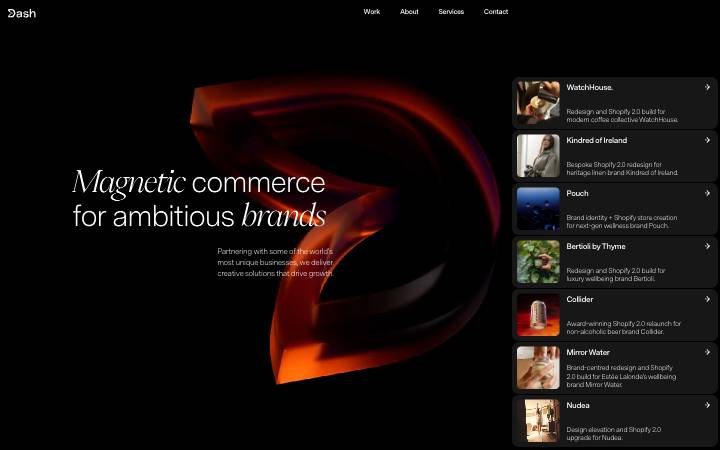 Dash
Work
About
Services
Contact
Magnetic commerce
for ambitious brands
Partnering with some of the world's
most unique businesses, we deliver
creative solutions that drive growth.
WatchHouse.
Redesign and Shopify 2.0 build for
modern coffee collective WatchHouse.
Kindred of Ireland
Bespoke Shopify 2.0 redesign for
heritage linen brand Kindred of Ireland.
Pouch
Brand identity + Shopify store creation
for next-gen wellness brand Pouch.
Bertioli by Thyme
Redesign and Shopify 2.0 build for
luxury wellbeing brand Bertioli.
Collider
Award-winning Shopify 2.0 relaunch for
non-alcoholic beer brand Collider.
Mirror Water
Brand-centred redesign and Shopify
2.0 build for Estée Lalonde's wellbeing
brand Mirror Water.
Nudea
Design elevation and Shopify 2.0
upgrade for Nudea.